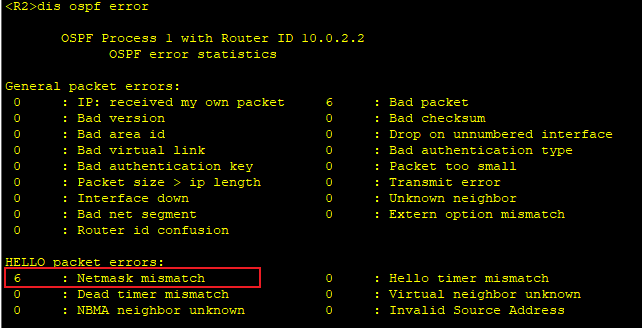 <R2>dis ospf error
OSPF Process 1 with Router ID 10.0.2.2
OSPF error statistics
General packet errors:
0 : IP: received my own packet 6 : Bad packet
0 : Bad version 0 : Bad checksum
0 : Bad area id 0 : Drop on unnumbered interface
0 : Bad virtual link 0 : Bad authentication type
0 : Bad authentication key 0 : Packet too small
0 : Packet size > ip length 0 : Transmit error
0 : Interface down 0 : Unknown neighbor
0 : Bad net segment 0 : Extern option mismatch
0 : Router id confusion
HELLO packet errors:
6 : Netmask mismatch 0 : Hello timer mismatch
0 : Dead timer mismatch 0 : Virtual neighbor unknown
0 : NBMA neighbor unknown 0 : Invalid Source Address